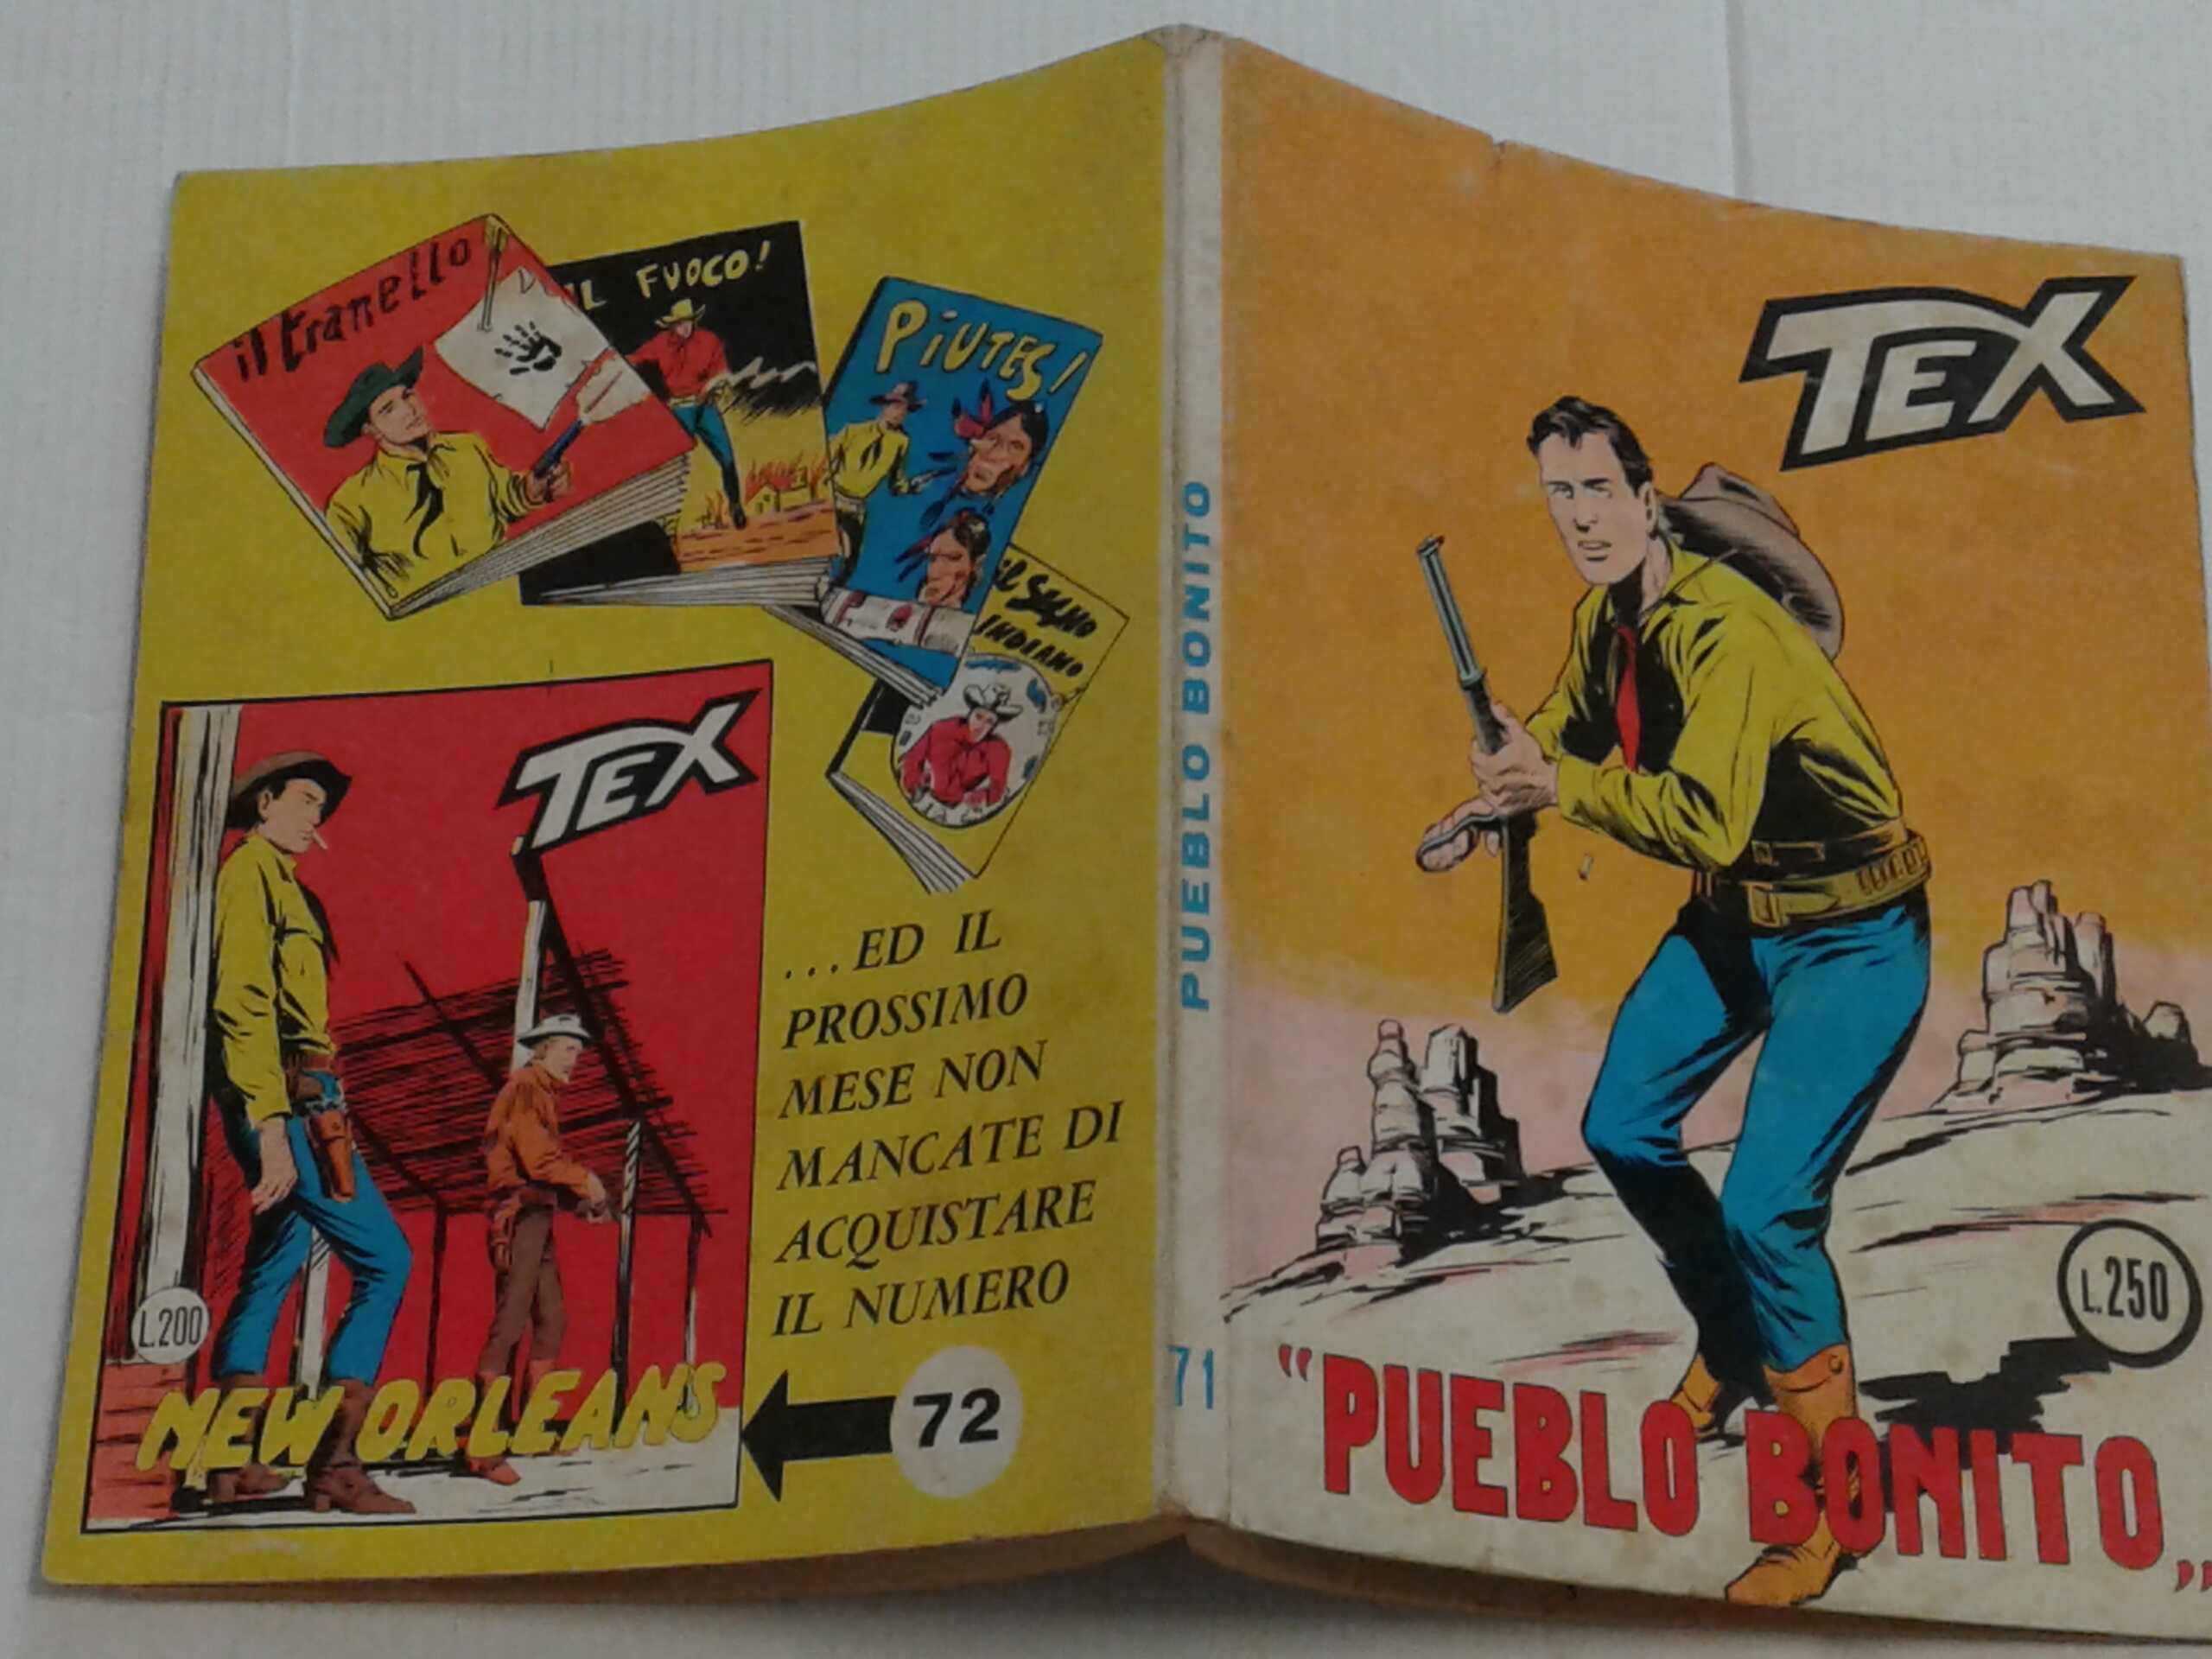 il tranello
IL FUOCO!
PIUTES!
il SEGNO
INDIANO
TEX
L.200
NEW ORLEANS
...ED IL
PROSSIMO
MESE NON
MANCATE DI
ACQUISTARE
IL NUMERO
72
PUEBLO BONITO
71
TEX
L.250
"PUEBLO BONITO„